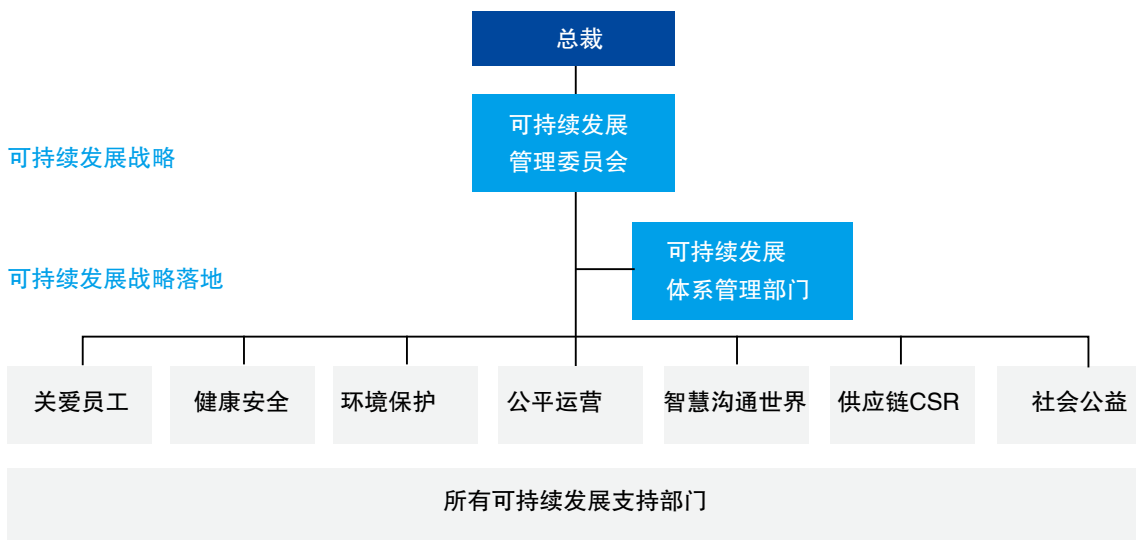 总裁
可持续发展
管理委员会
可持续发展战略
可持续发展
体系管理部门
可持续发展战略落地
关爱员工
健康安全
环境保护
公平运营
智慧沟通世界
供应链CSR
社会公益
所有可持续发展支持部门